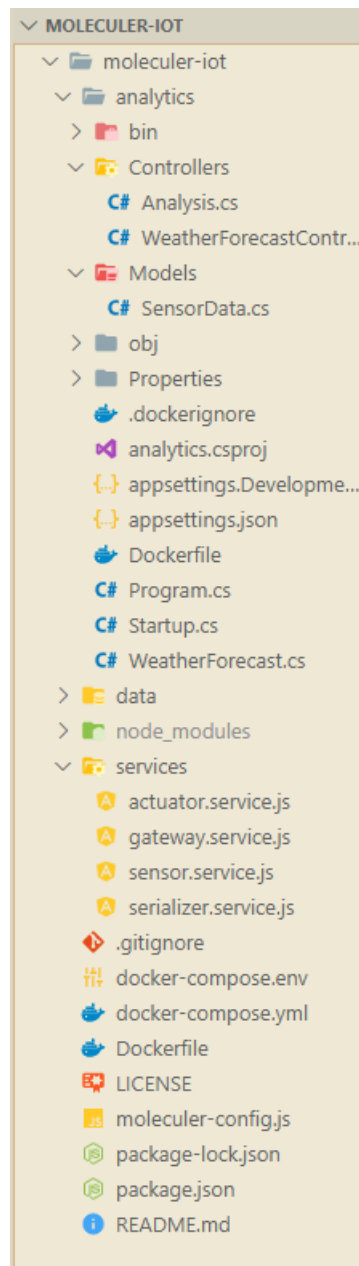 MOLECULER-IOT
moleculer-iot
analytics
bin
Controllers
C# Analysis.cs
C# WeatherForecastContr...
Models
C# SensorData.cs
obj
Properties
.dockerignore
analytics.csproj
{..} appsettings.Developme...
{..} appsettings.json
Dockerfile
C# Program.cs
C# Startup.cs
C# WeatherForecast.cs
data
node_modules
services
actuator.service.js
gateway.service.js
sensor.service.js
serializer.service.js
.gitignore
docker-compose.env
docker-compose.yml
Dockerfile
LICENSE
JS moleculer-config.js
package-lock.json
package.json
README.md